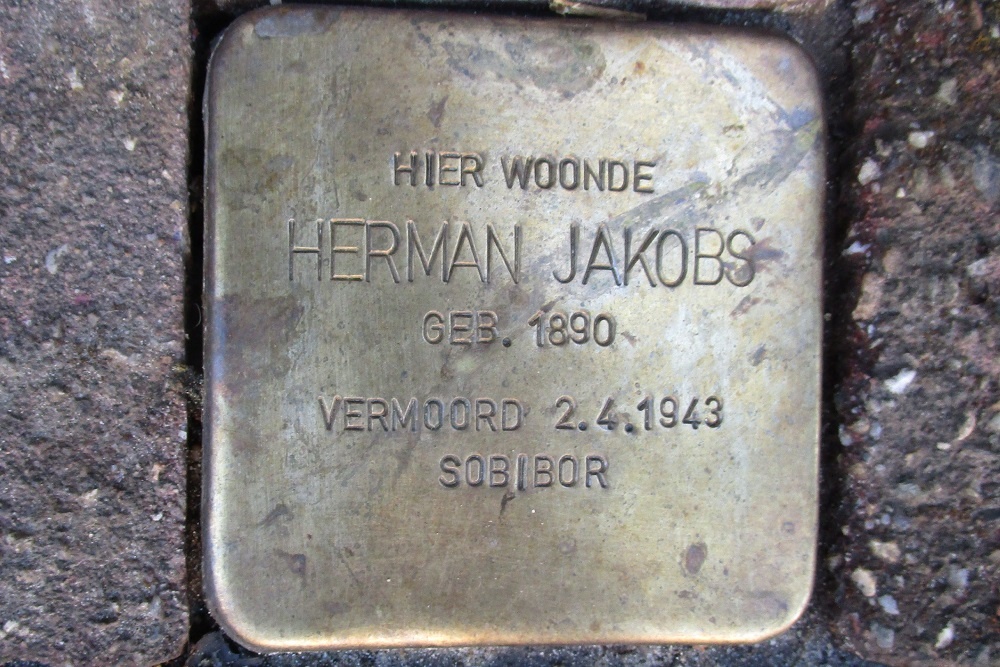 HIER WOONDE
HERMAN JAKOBS
GEB. 1890
VERMOORD 2.4.1943
SOBIBOR